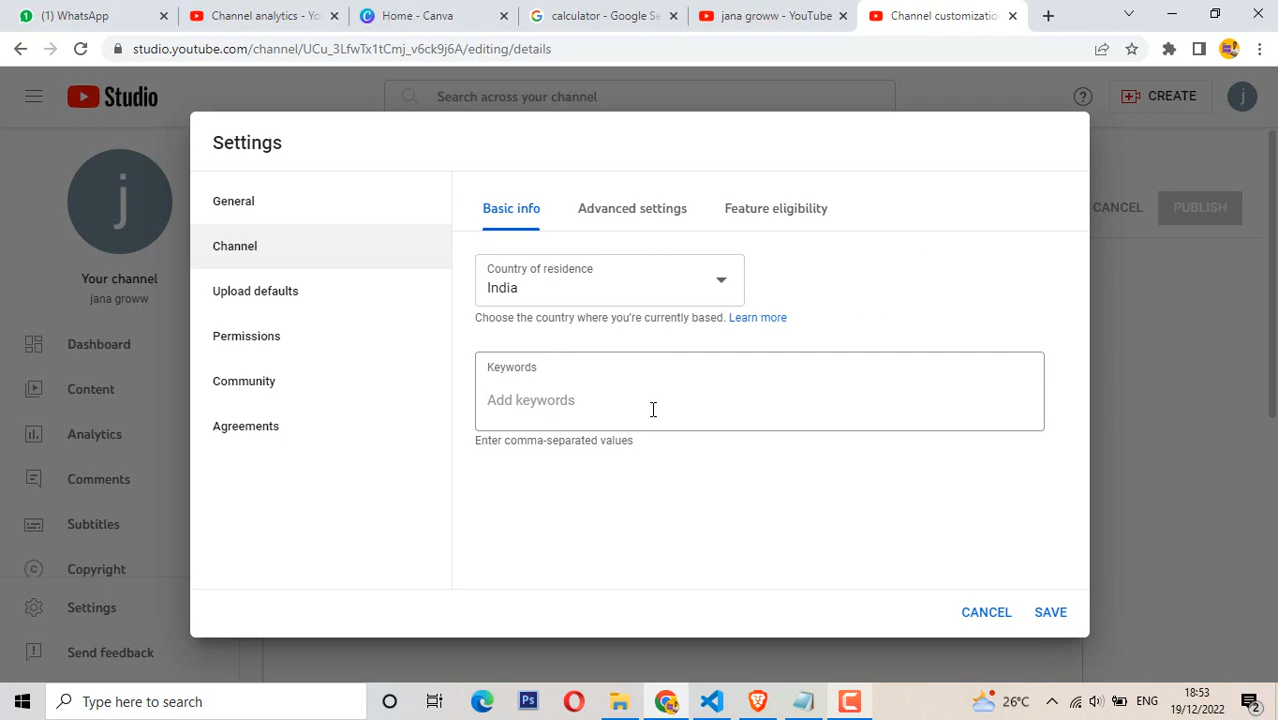 (1) WhatsApp
Channel analytics - Yo
Home - Canva
calculator - Google Se
jana groww - YouTube
Channel customizatio
studio.youtube.com/channel/UCu_3LfwTx1tCmj_v6ck9j6A/editing/details
Studio
Search across your channel
CREATE
j
j
Your channel
jana groww
Dashboard
Content
Analytics
Comments
Subtitles
Copyright
Settings
Send feedback
CANCEL
PUBLISH
Settings
General
Channel
Upload defaults
Permissions
Community
Agreements
Basic info
Advanced settings
Feature eligibility
Country of residence
India
Choose the country where you're currently based. Learn more
Keywords
Add keywords
Enter comma-separated values
CANCEL
SAVE
Type here to search
Ps
26°C
ENG
18:53
19/12/2022
2